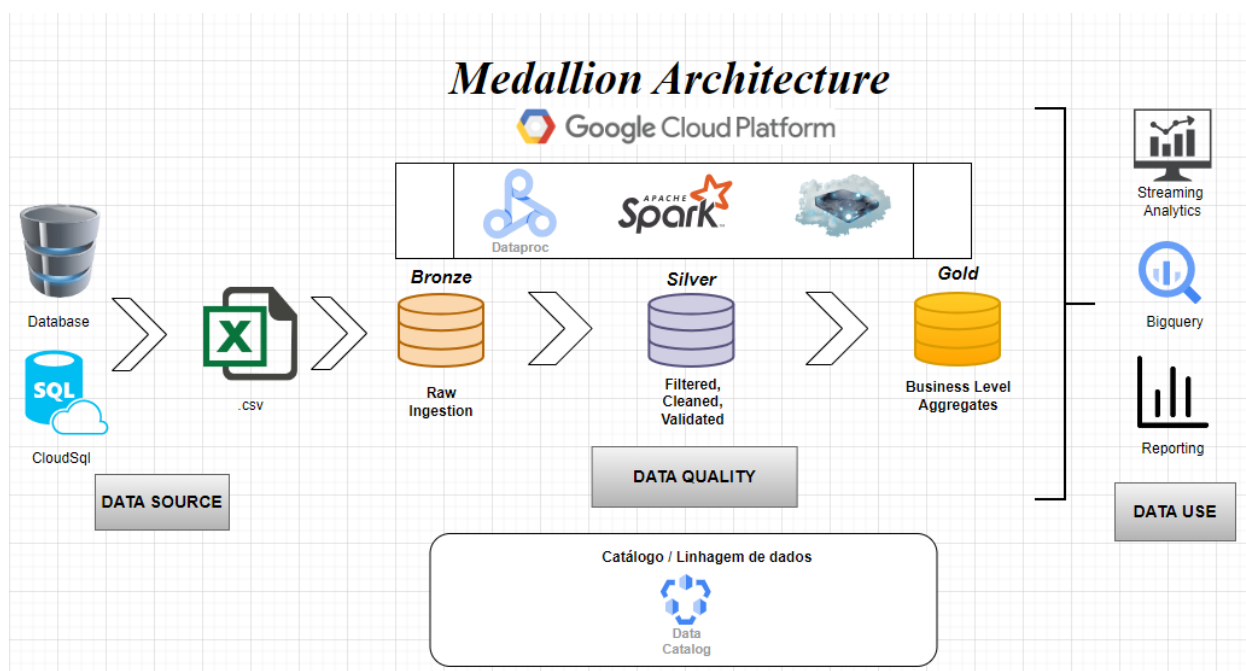 Medallion Architecture
Google Cloud Platform
Dataproc
APACHE
Spark
TM
Database
SQL
CloudSql
X
.csv
DATA SOURCE
Bronze
Raw
Ingestion
Silver
Filtered,
Cleaned,
Validated
Gold
Business Level
Aggregates
DATA QUALITY
Catálogo / Linhagem de dados
Data
Catalog
Streaming
Analytics
Bigquery
Reporting
DATA USE